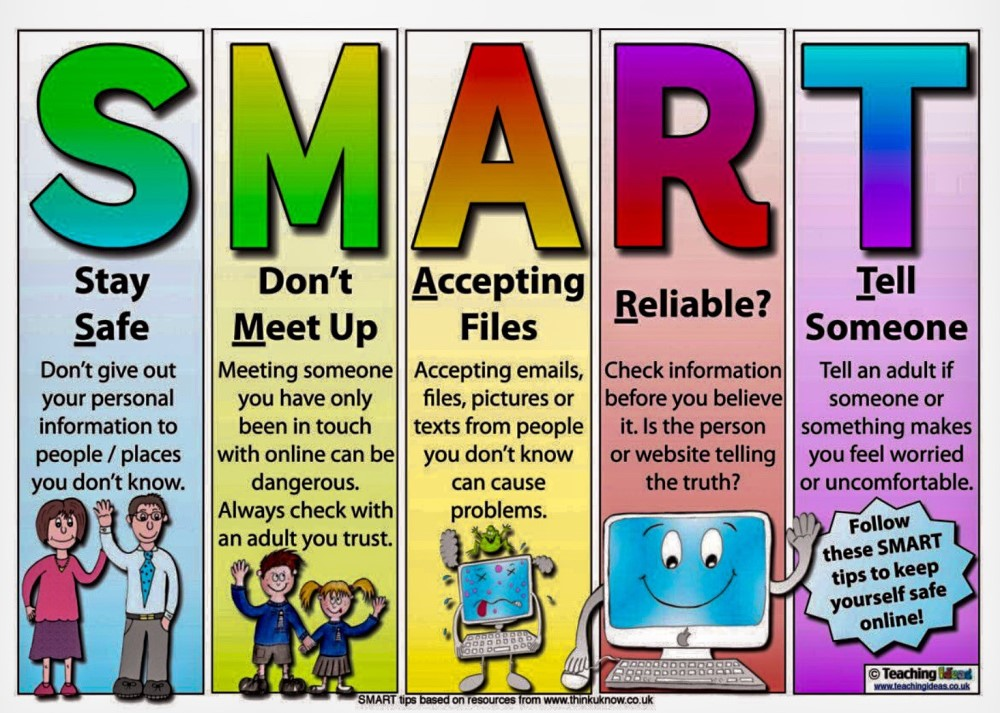 S
Stay
Safe
Don't give out
your personal
information to
people / places
you don't know.
M
Don't
Meet Up
Meeting someone
you have only
been in touch
with online can be
dangerous.
Always check with
an adult you trust.
A
Accepting
Files
Accepting emails,
files, pictures or
texts from people
you don't know
can cause
problems.
R
Reliable?
Check information
before you believe
it. Is the person
or website telling
the truth?
T
Tell
Someone
Tell an adult if
someone or
something makes
you feel worried
or uncomfortable.
Follow
these SMART
tips to keep
yourself safe
online!
© Teaching Ideas
www.teachingideas.co.uk
SMART tips based on resources from www.thinkuknow.co.uk